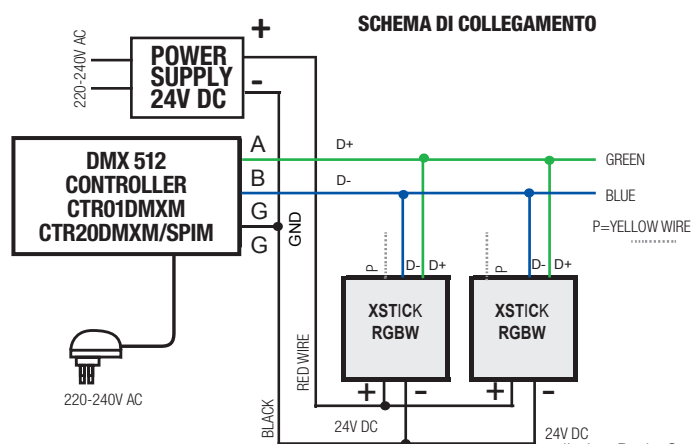 SCHEMA DI COLLEGAMENTO
+
-
POWER
SUPPLY
24V DC
220-240V AC
DMX 512
CONTROLLER
CTR01DMXM
CTR20DMXM/SPIM
A
B
G
G
GND
D+
D-
GREEN
BLUE
P=YELLOW WIRE
P
D-
D+
P
D-
D+
XSTICK
RGBW
XSTICK
RGBW
+
-
+
-
RED WIRE
BLACK
220-240V AC
24V DC
24V DC